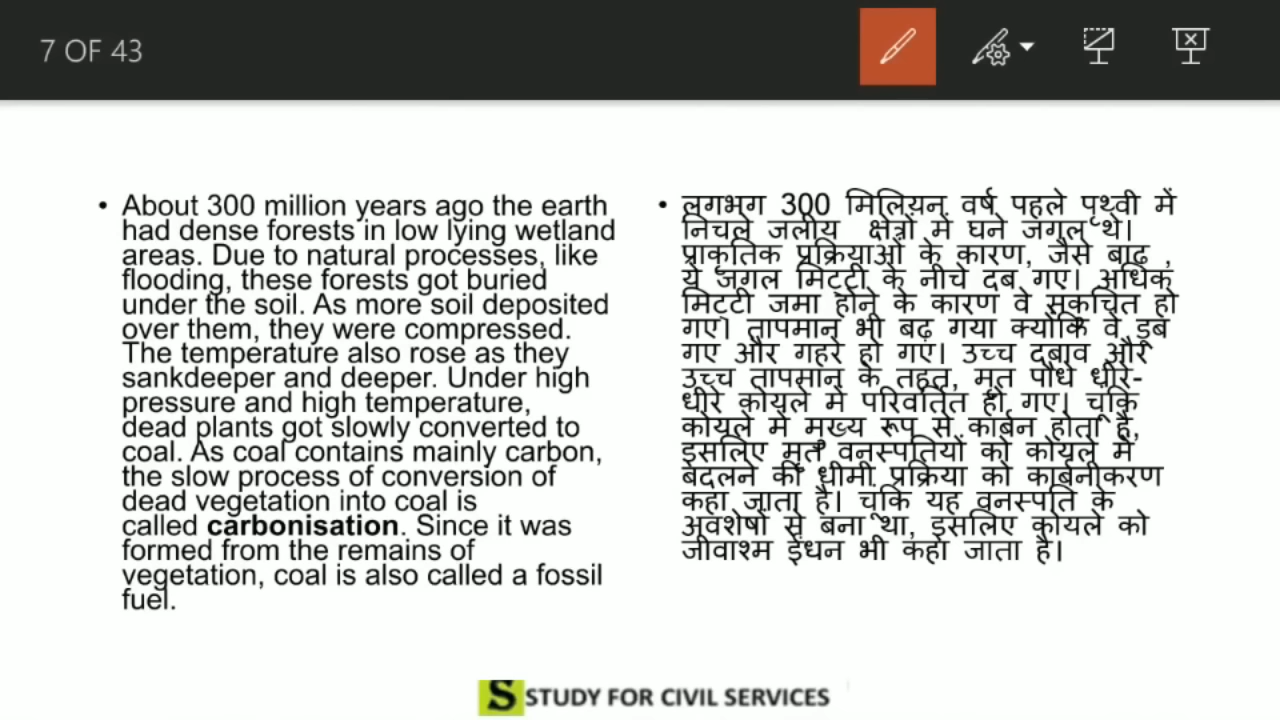 7 OF 43
• About 300 million years ago the earth
had dense forests in low lying wetland
areas. Due to natural processes, like
flooding, these forests got buried
under the soil. As more soil deposited
over them, they were compressed.
The temperature also rose as they
sankdeeper and deeper. Under high
pressure and high temperature,
dead plants got slowly converted to
coal. As coal contains mainly carbon,
the slow process of conversion of
dead vegetation into coal is
called carbonisation. Since it was
formed from the remains of
vegetation, coal is also called a fossil
fuel.
• लगभग 300 मिलियन वर्ष पहले पृथ्वी में
निचले जलीय क्षेत्रों में घने जंगल थे।
प्राकृतिक प्रक्रियाओं के कारण, जैसे बाढ़ ,
ये जंगल मिट्टी के नीचे दब गए। अधिक
मिट्टी जमा होने के कारण वे संकुचित हो
गए। तापमान भी बढ़ गया क्योंकि वे डूब
गए और गहरे हो गए। उच्च दबाव और
उच्च तापमान के तहत, मृत पौधे धीरे-
धीरे कोयले में परिवर्तित हो गए। चूंकि
कोयले में मुख्य रूप से कार्बन होता है,
इसलिए मृत वनस्पतियों को कोयले में
बदलने की धीमी प्रक्रिया को कार्बनीकरण
कहा जाता है। चूंकि यह वनस्पति के
अवशेषों से बना था, इसलिए कोयले को
जीवाश्म ईंधन भी कहा जाता है।
S STUDY FOR CIVIL SERVICES